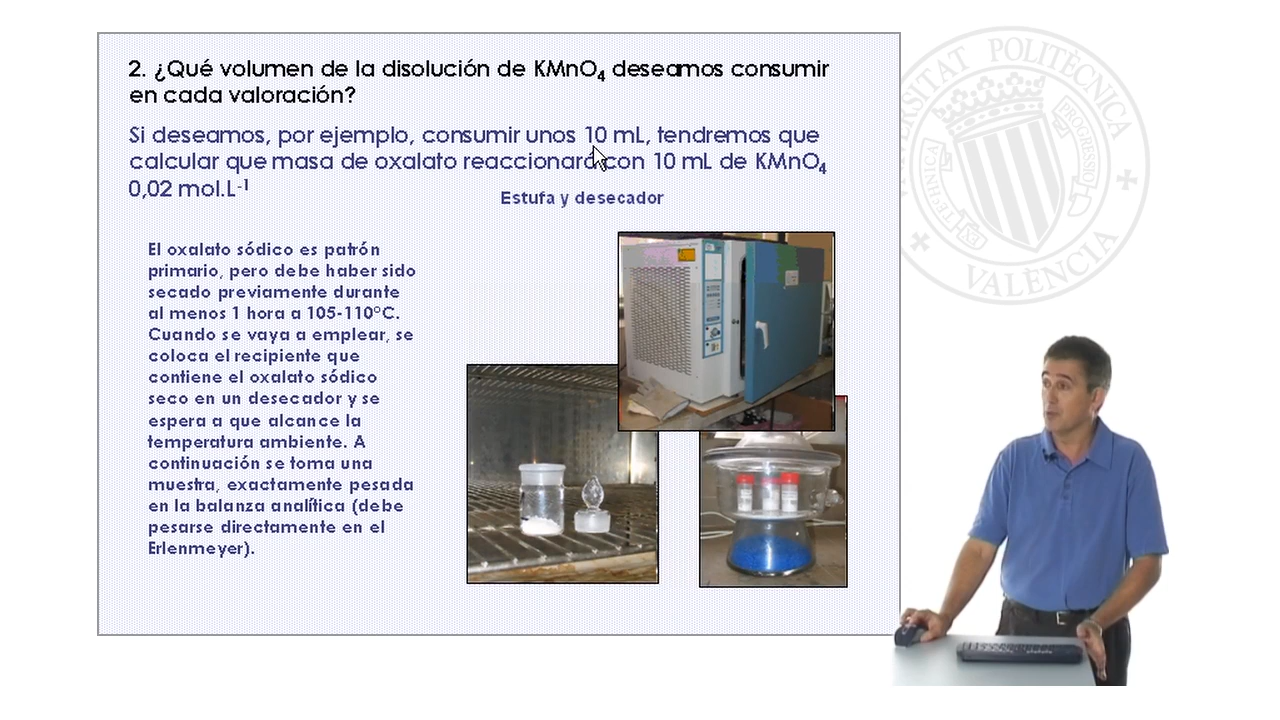 2. ¿Qué volumen de la disolución de KMnO₄ deseamos consumir
en cada valoración?
Si deseamos, por ejemplo, consumir unos 10 mL, tendremos que
calcular que masa de oxalato reaccionará con 10 mL de KMnO₄
0,02 mol.L⁻¹
Estufa y desecador
El oxalato sódico es patrón
primario, pero debe haber sido
secado previamente durante
al menos 1 hora a 105-110ºC.
Cuando se vaya a emplear, se
coloca el recipiente que
contiene el oxalato sódico
seco en un desecador y se
espera a que alcance la
temperatura ambiente. A
continuación se toma una
muestra, exactamente pesada
en la balanza analítica (debe
pesarse directamente en el
Erlenmeyer).
POLITÈCNICA
VALÈNCIA
TECHNICAE
PROGRESSIO